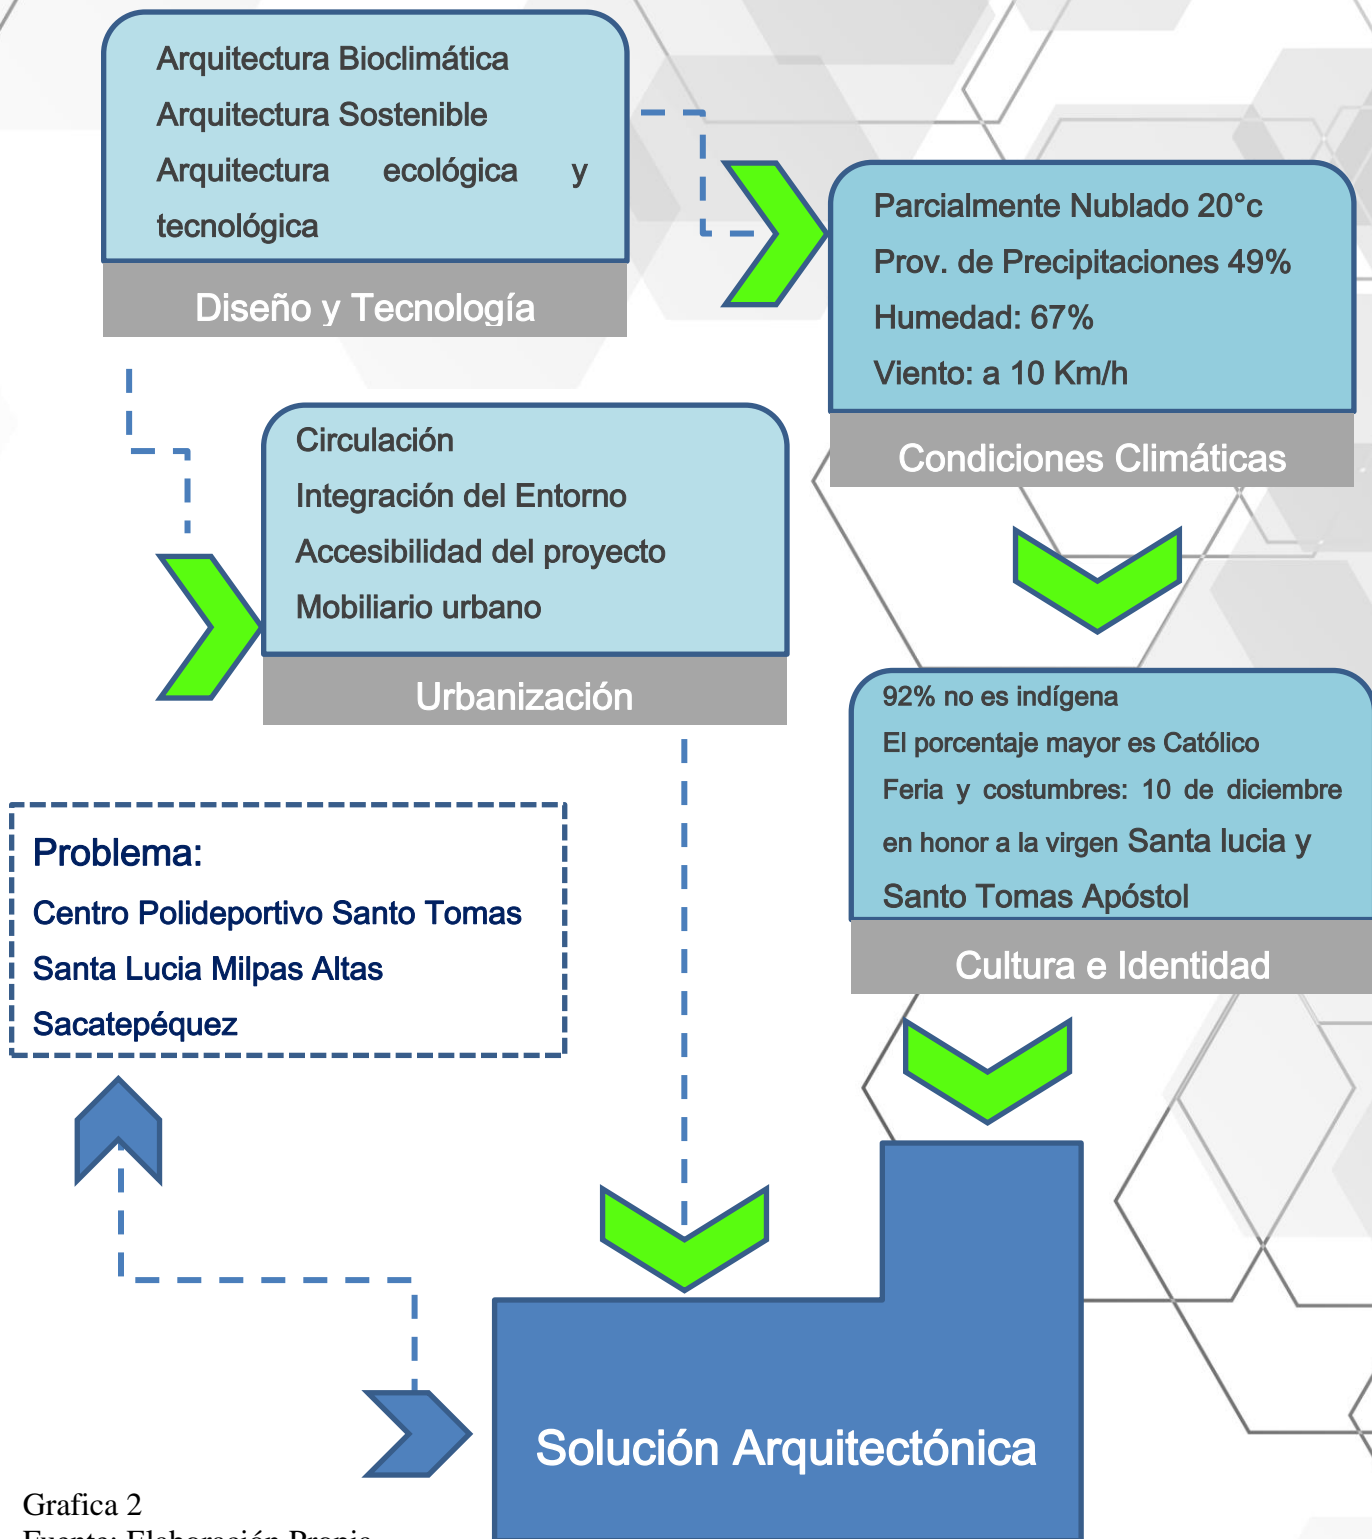 Arquitectura Bioclimática
Arquitectura Sostenible
Arquitectura ecológica y
tecnológica
Diseño y Tecnología
Parcialmente Nublado 20°c
Prov. de Precipitaciones 49%
Humedad: 67%
Viento: a 10 Km/h
Condiciones Climáticas
Circulación
Integración del Entorno
Accesibilidad del proyecto
Mobiliario urbano
Urbanización
92% no es indígena
El porcentaje mayor es Católico
Feria y costumbres: 10 de diciembre
en honor a la virgen Santa lucia y
Santo Tomas Apóstol
Cultura e Identidad
Problema:
Centro Polideportivo Santo Tomas
Santa Lucia Milpas Altas
Sacatepéquez
Solución Arquitectónica
Grafica 2
Fuente: Elaboración Propia